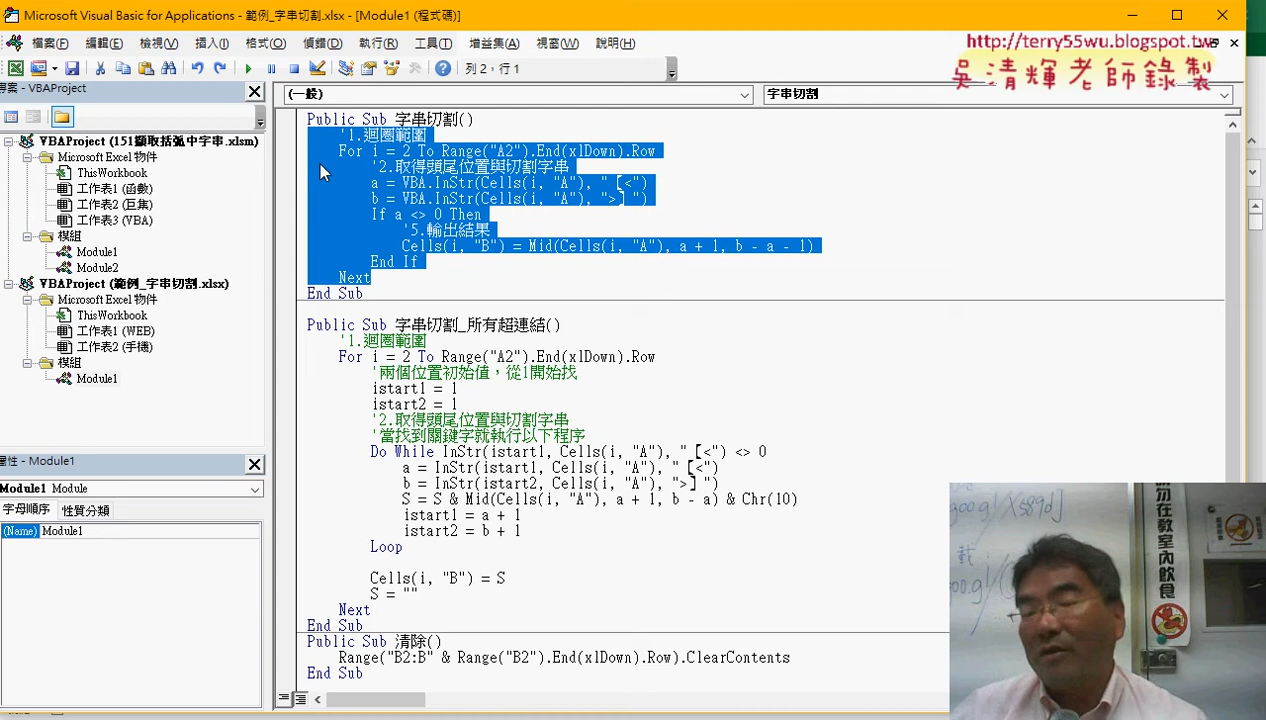 Microsoft Visual Basic for Applications - 範例_字串切割.xlsx - [Module1 (程式碼)]
檔案(F) 編輯(E) 檢視(V) 插入(I) 格式(O) 偵錯(D) 執行(R) 工具(T) 增益集(A) 視窗(W) 說明(H)
http://terry55wu.blogspot.tw
吳清輝老師錄製
列 2，行 1
專案 - VBAProject
(一般)
字串切割
VBAProject (151擷取括弧中字串.xlsm)
Microsoft Excel 物件
ThisWorkbook
工作表1 (函數)
工作表2 (巨集)
工作表3 (VBA)
模組
Module1
Module2
VBAProject (範例_字串切割.xlsx)
Microsoft Excel 物件
ThisWorkbook
工作表1 (WEB)
工作表2 (手機)
模組
Module1
屬性 - Module1
Module1 Module
字母順序 性質分類
(Name) Module1
Public Sub 字串切割()
'1.迴圈範圍
For i = 2 To Range("A2").End(xlDown).Row
'2.取得頭尾位置與切割字串
a = VBA.InStr(Cells(i, "A"), "【<")
b = VBA.InStr(Cells(i, "A"), ">】")
If a <> 0 Then
'5.輸出結果
Cells(i, "B") = Mid(Cells(i, "A"), a + 1, b - a - 1)
End If
Next
End Sub
Public Sub 字串切割_所有超連結()
'1.迴圈範圍
For i = 2 To Range("A2").End(xlDown).Row
'兩個位置初始值，從1開始找
istart1 = 1
istart2 = 1
'2.取得頭尾位置與切割字串
'當找到關鍵字就執行以下程序
Do While InStr(istart1, Cells(i, "A"), "【<") <> 0
a = InStr(istart1, Cells(i, "A"), "【<")
b = InStr(istart2, Cells(i, "A"), ">】")
S = S & Mid(Cells(i, "A"), a + 1, b - a) & Chr(10)
istart1 = a + 1
istart2 = b + 1
Loop
Cells(i, "B") = S
S = ""
Next
End Sub
Public Sub 清除()
Range("B2:B" & Range("B2").End(xlDown).Row).ClearContents
End Sub
勿在教室內飲食